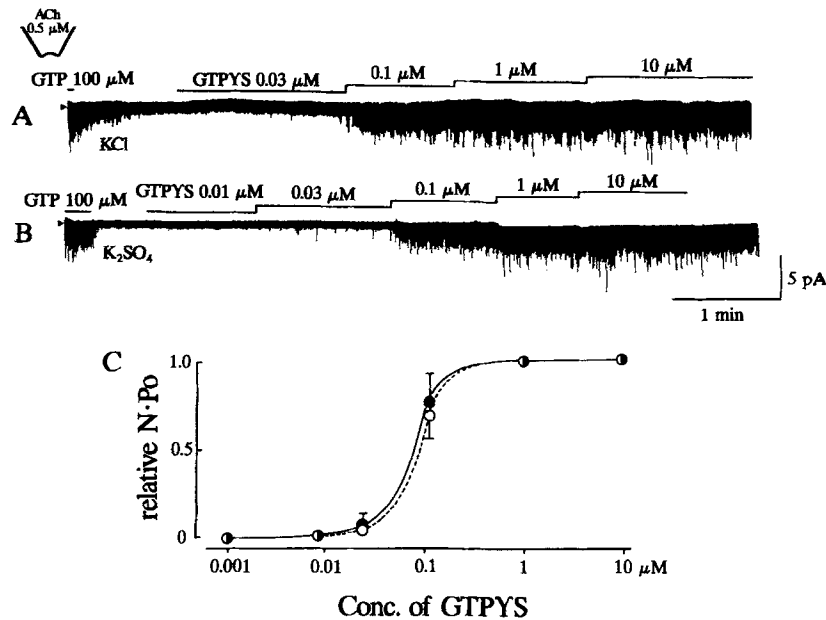 ACh
0.5 μM
GTP 100 μM
GTPYS 0.03 μM
0.1 μM
1 μM
10 μM
A
KCl
GTP 100 μM
GTPYS 0.01 μM
0.03 μM
0.1 μM
1 μM
10 μM
B
K₂SO₄
5 pA
1 min
C
relative N·Po
1.0
0.5
0
0.001
0.01
0.1
1
10 μM
Conc. of GTPYS